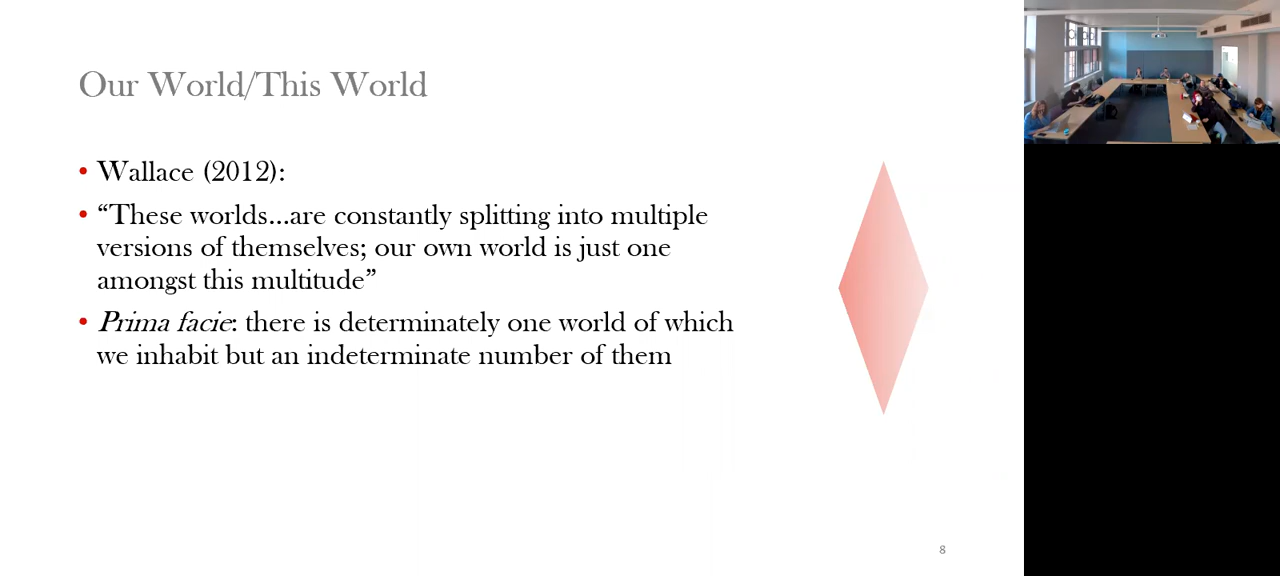 Our World/This World
• Wallace (2012):
• “These worlds...are constantly splitting into multiple
versions of themselves; our own world is just one
amongst this multitude”
• Prima facie: there is determinately one world of which
we inhabit but an indeterminate number of them
8